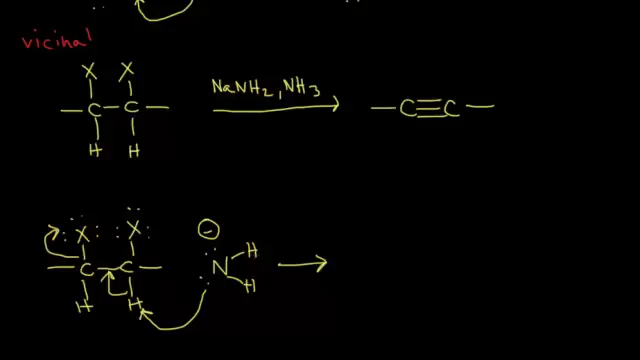 vicinal
X X
NaNH2, NH3
— C — C — — C≡C —
H H
X X ⊖
— C — C — N H
H H H